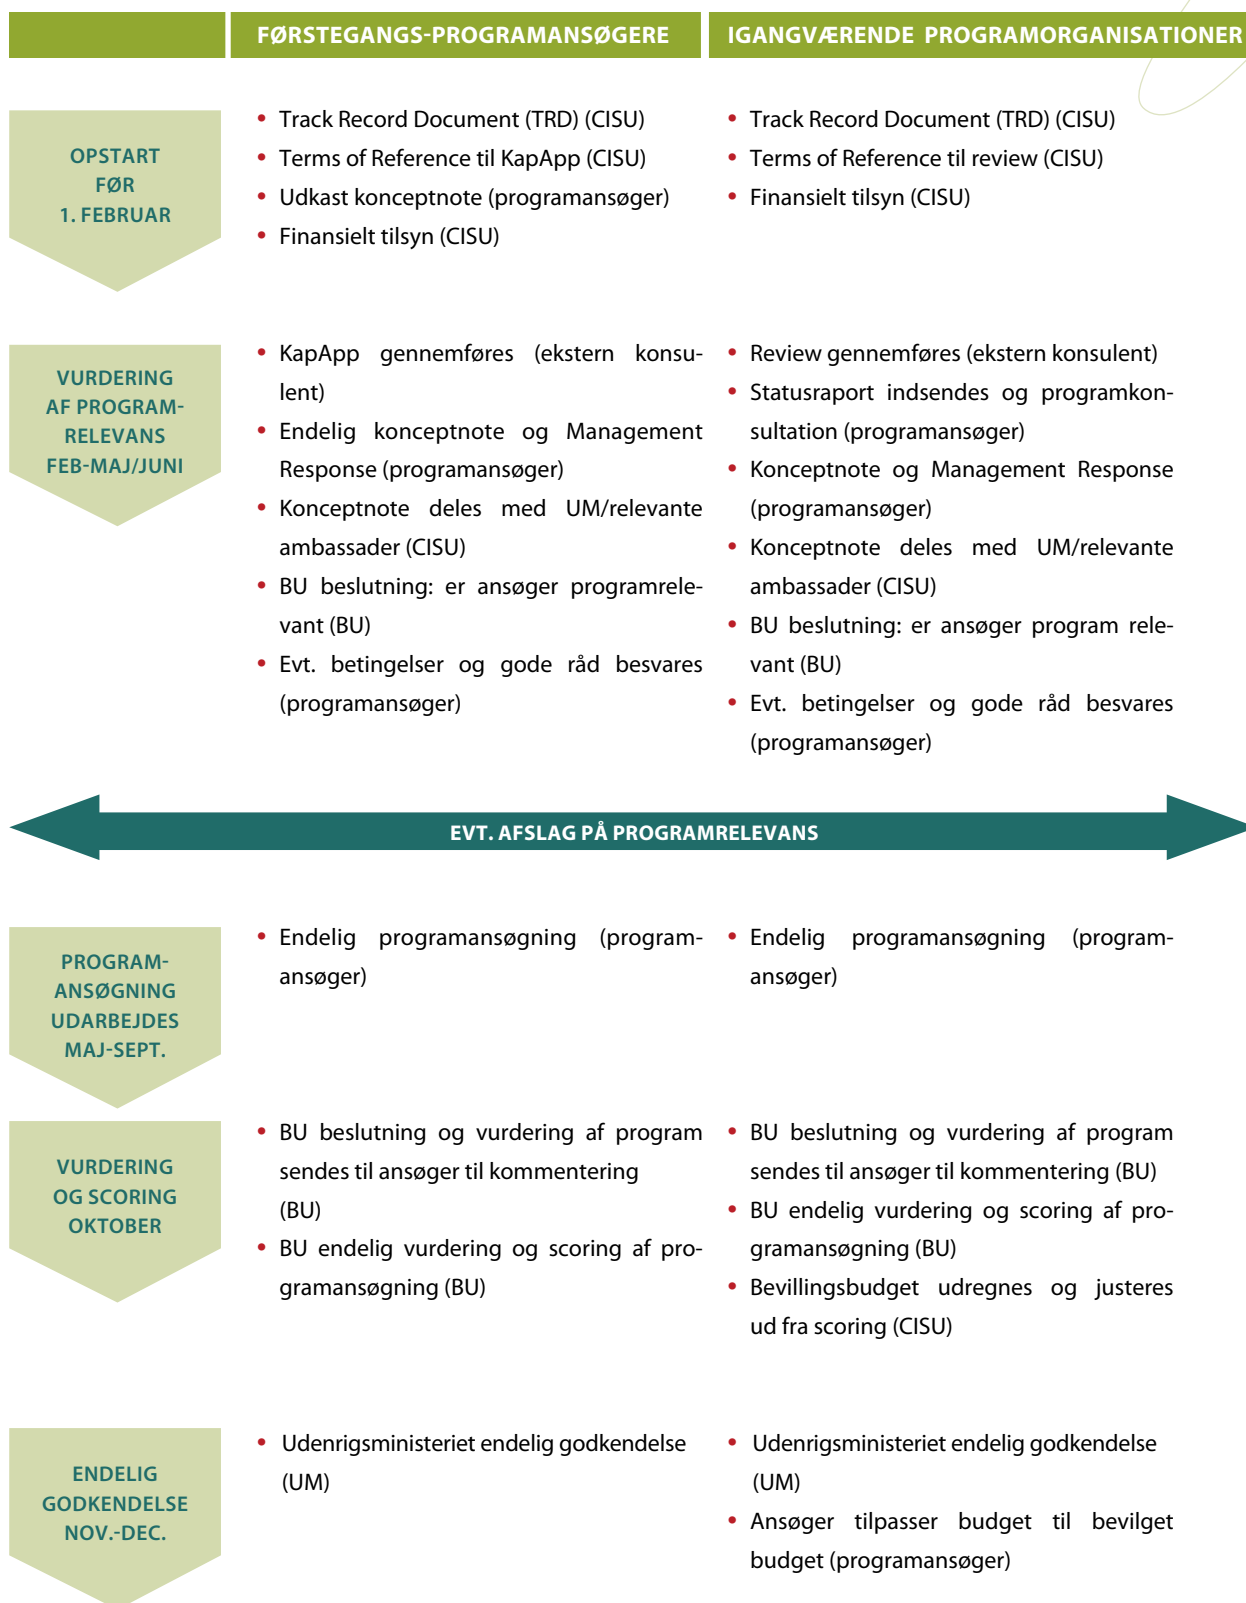 FØRSTEGANGS-PROGRAMANSØGERE
IGANGVÆRENDE PROGRAMORGANISATIONER
OPSTART
FØR
1. FEBRUAR
• Track Record Document (TRD) (CISU)
• Terms of Reference til KapApp (CISU)
• Udkast konceptnote (programansøger)
• Finansielt tilsyn (CISU)
• Track Record Document (TRD) (CISU)
• Terms of Reference til review (CISU)
• Finansielt tilsyn (CISU)
VURDERING
AF PROGRAM-
RELEVANS
FEB-MAJ/JUNI
• KapApp gennemføres (ekstern konsu-
lent)
• Endelig konceptnote og Management
Response (programansøger)
• Konceptnote deles med UM/relevante
ambassader (CISU)
• BU beslutning: er ansøger programrele-
vant (BU)
• Evt. betingelser og gode råd besvares
(programansøger)
• Review gennemføres (ekstern konsulent)
• Statusraport indsendes og programkon-
sultation (programansøger)
• Konceptnote og Management Response
(programansøger)
• Konceptnote deles med UM/relevante
ambassader (CISU)
• BU beslutning: er ansøger program rele-
vant (BU)
• Evt. betingelser og gode råd besvares
(programansøger)
EVT. AFSLAG PÅ PROGRAMRELEVANS
PROGRAM-
ANSØGNING
UDARBEJDES
MAJ-SEPT.
• Endelig programansøgning (program-
ansøger)
• Endelig programansøgning (program-
ansøger)
VURDERING
OG SCORING
OKTOBER
• BU beslutning og vurdering af program
sendes til ansøger til kommentering
(BU)
• BU endelig vurdering og scoring af pro-
gramansøgning (BU)
• BU beslutning og vurdering af program
sendes til ansøger til kommentering (BU)
• BU endelig vurdering og scoring af pro-
gramansøgning (BU)
• Bevillingsbudget udregnes og justeres
ud fra scoring (CISU)
ENDELIG
GODKENDELSE
NOV.-DEC.
• Udenrigsministeriet endelig godkendelse
(UM)
• Udenrigsministeriet endelig godkendelse
(UM)
• Ansøger tilpasser budget til bevilget
budget (programansøger)